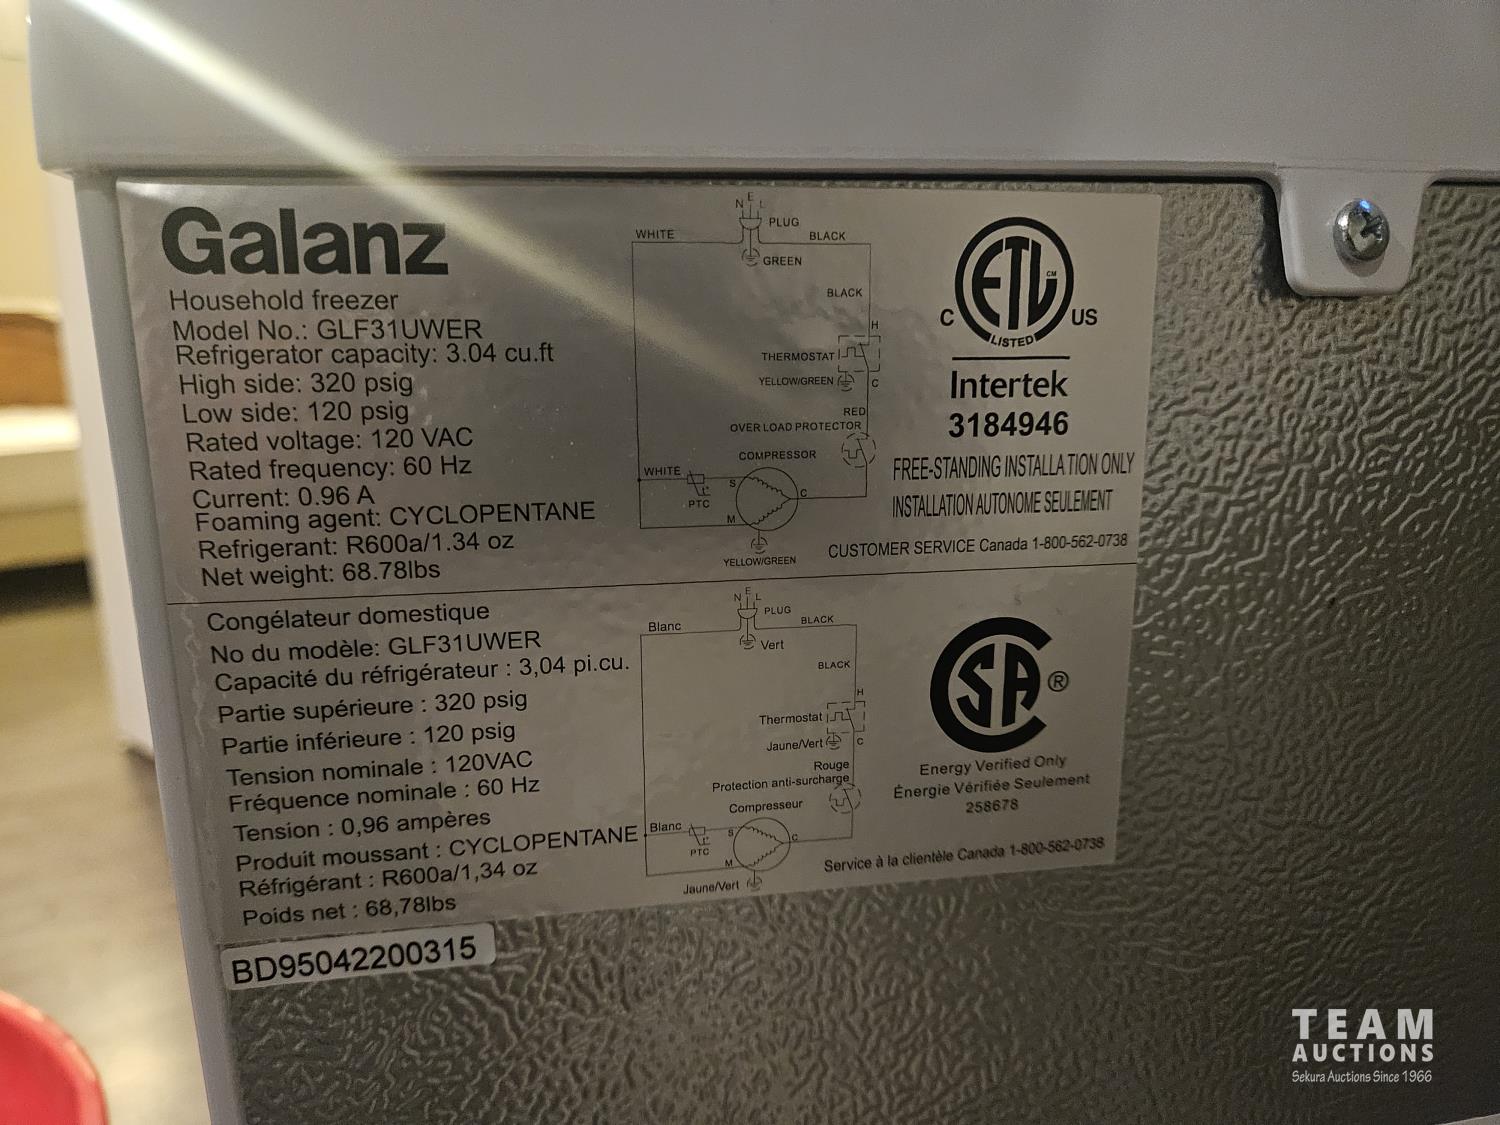 Galanz
Household freezer
Model No.: GLF31UWER
Refrigerator capacity: 3.04 cu.ft
High side: 320 psig
Low side: 120 psig
Rated voltage: 120 VAC
Rated frequency: 60 Hz
Current: 0.96 A
Foaming agent: CYCLOPENTANE
Refrigerant: R600a/1.34 oz
Net weight: 68.78lbs
N E L
PLUG
WHITE
BLACK
GREEN
BLACK
H
THERMOSTAT
YELLOW/GREEN
C
RED
OVER LOAD PROTECTOR
COMPRESSOR
WHITE
S
C
PTC
M
YELLOW/GREEN
ETL
CM
C
US
LISTED
Intertek
3184946
FREE-STANDING INSTALLATION ONLY
INSTALLATION AUTONOME SEULEMENT
CUSTOMER SERVICE Canada 1-800-562-0738
Congélateur domestique
No du modèle: GLF31UWER
Capacité du réfrigérateur : 3,04 pi.cu.
Partie supérieure : 320 psig
Partie inférieure : 120 psig
Tension nominale : 120VAC
Fréquence nominale : 60 Hz
Tension : 0,96 ampères
Produit moussant : CYCLOPENTANE
Réfrigérant : R600a/1,34 oz
Poids net : 68,78lbs
N E L
PLUG
Blanc
BLACK
Vert
BLACK
H
Thermostat
Jaune/Vert
C
Rouge
Protection anti-surcharge
Compresseur
Blanc
S
C
PTC
M
Jaune/Vert
SA
®
Energy Verified Only
Énergie Vérifiée Seulement
258678
Service à la clientèle Canada 1-800-562-0738
BD95042200315
TEAM
AUCTIONS
Sekura Auctions Since 1966